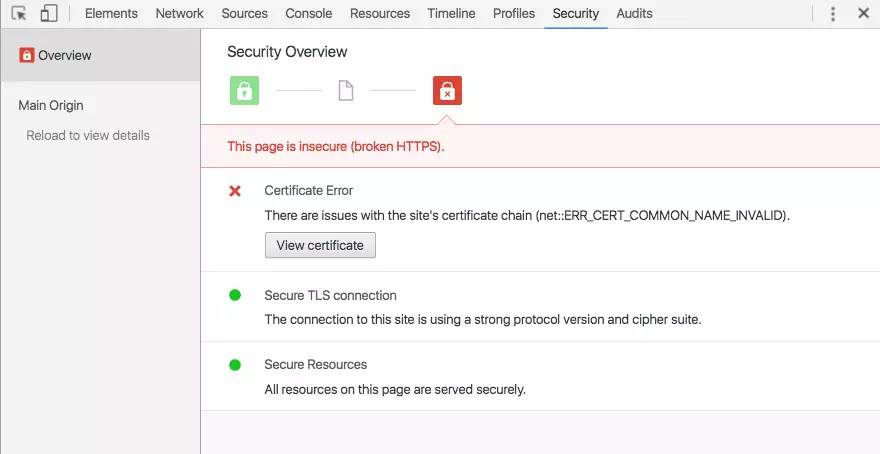 Elements Network Sources Console Resources Timeline Profiles Security Audits
Overview
Main Origin
Reload to view details
Security Overview
This page is insecure (broken HTTPS).
Certificate Error
There are issues with the site's certificate chain (net::ERR_CERT_COMMON_NAME_INVALID).
View certificate
Secure TLS connection
The connection to this site is using a strong protocol version and cipher suite.
Secure Resources
All resources on this page are served securely.